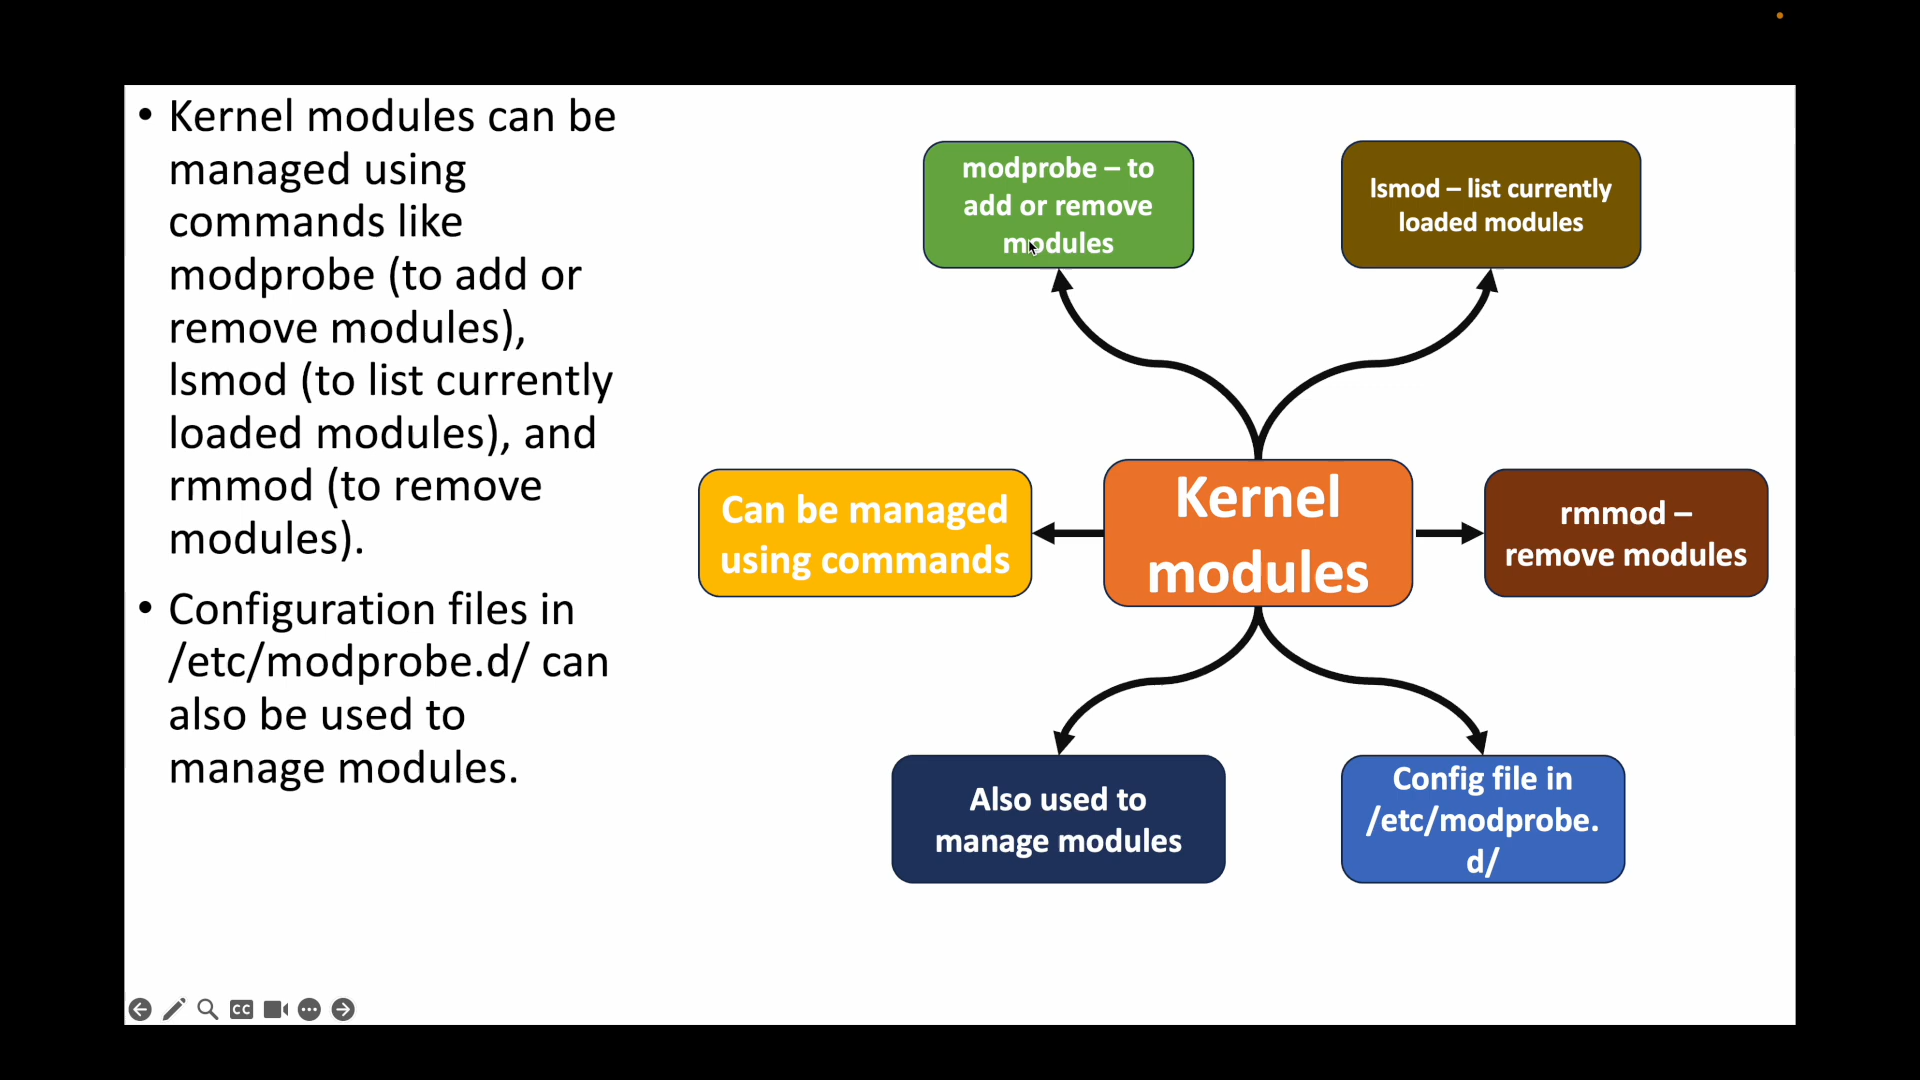 • Kernel modules can be
managed using
commands like
modprobe (to add or
remove modules),
lsmod (to list currently
loaded modules), and
rmmod (to remove
modules).
• Configuration files in
/etc/modprobe.d/ can
also be used to
manage modules.
modprobe – to
add or remove
modules
lsmod – list currently
loaded modules
Can be managed
using commands
Kernel
modules
rmmod –
remove modules
Also used to
manage modules
Config file in
/etc/modprobe.
d/
CC